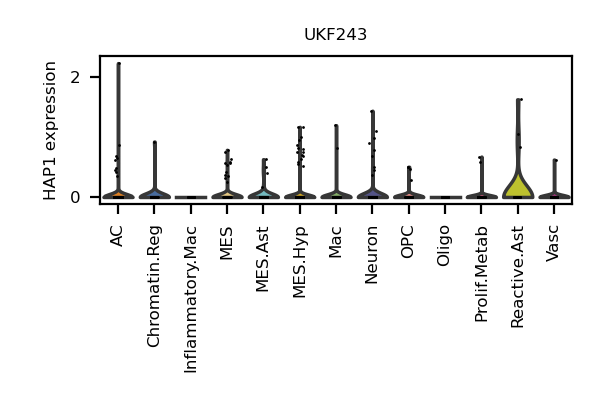 UKF243
HAP1 expression
2
0
AC
Chromatin.Reg
Inflammatory.Mac
MES
MES.Ast
MES.Hyp
Mac
Neuron
OPC
Oligo
Prolif.Metab
Reactive.Ast
Vasc